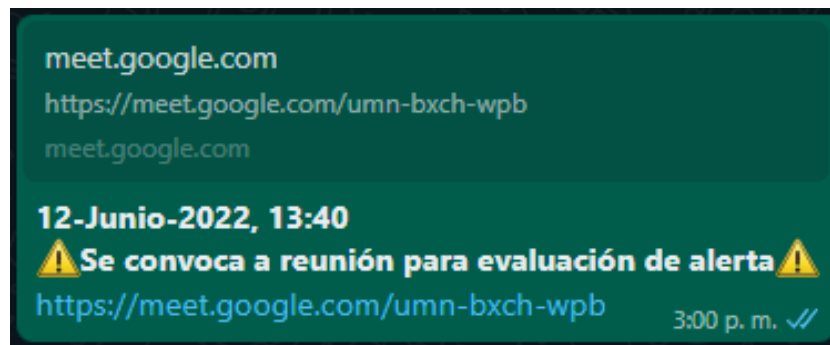 meet.google.com
https://meet.google.com/umn-bxch-wpb
meet.google.com
12-Junio-2022, 13:40
⚠️Se convoca a reunión para evaluación de alerta⚠️
https://meet.google.com/umn-bxch-wpb
3:00 p. m.